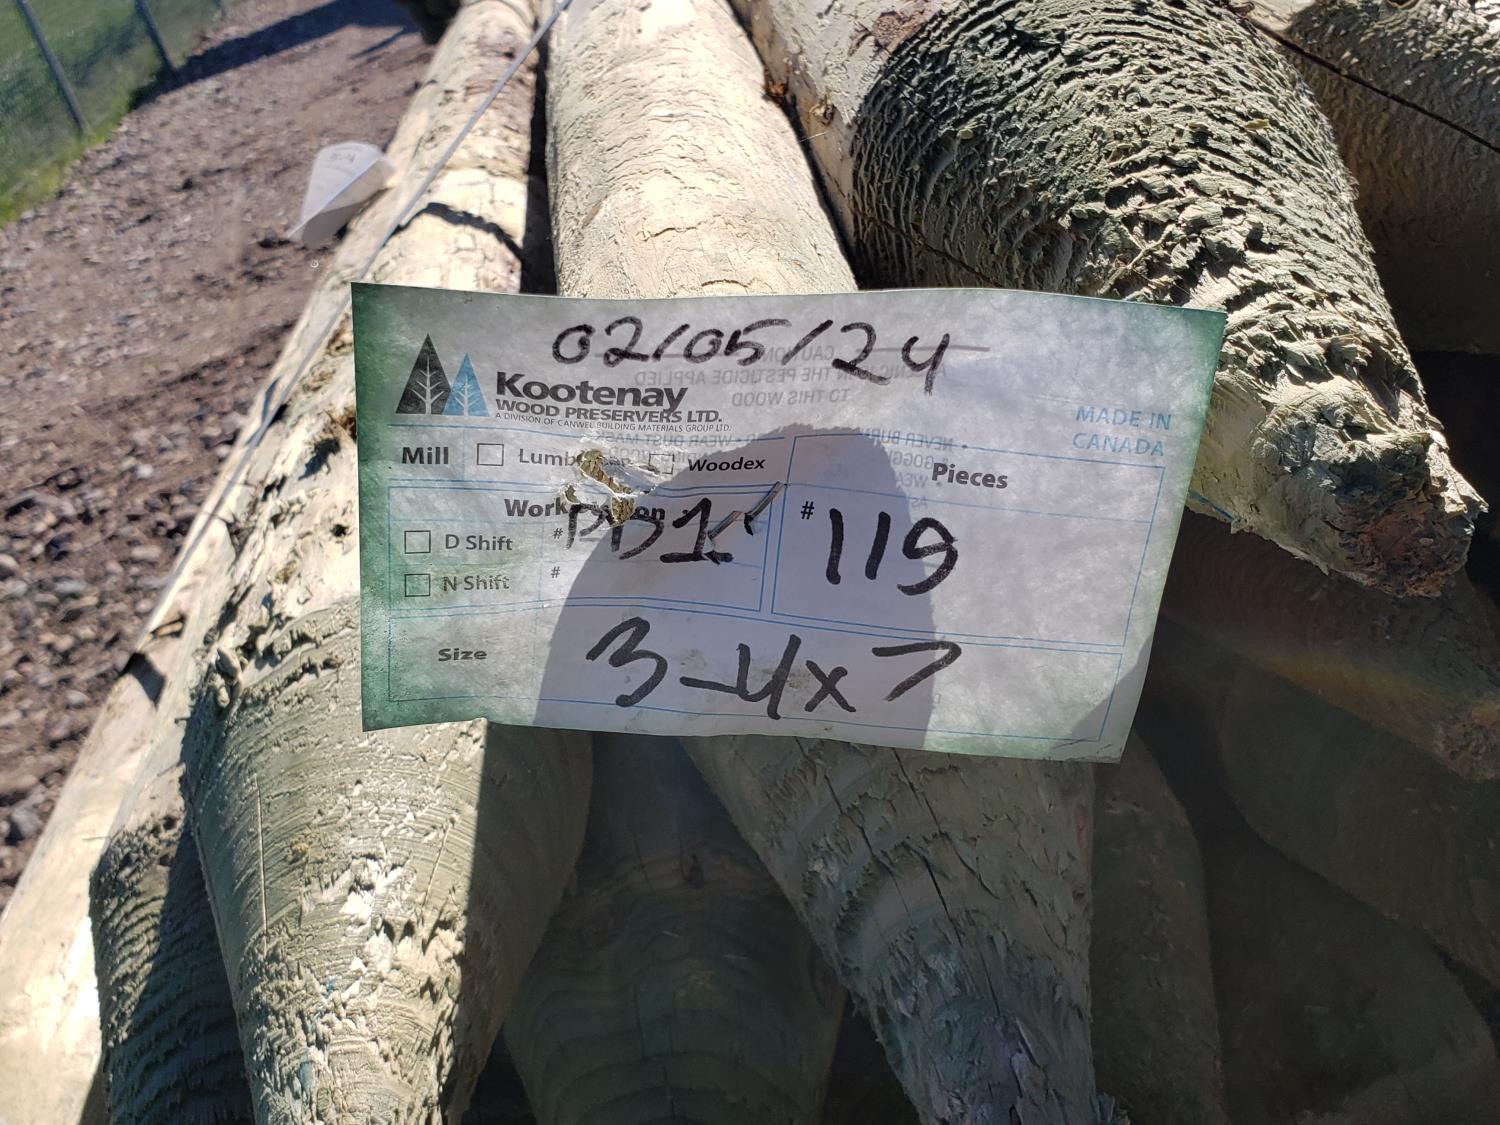 02/05/24
Kootenay
WOOD PRESERVERS LTD.
A DIVISION OF CANWEL BUILDING MATERIALS GROUP LTD.
MADE IN
CANADA
Mill Woodex
Pieces
# 119
D Shift # PD1
N Shift #
Size 3-4x7